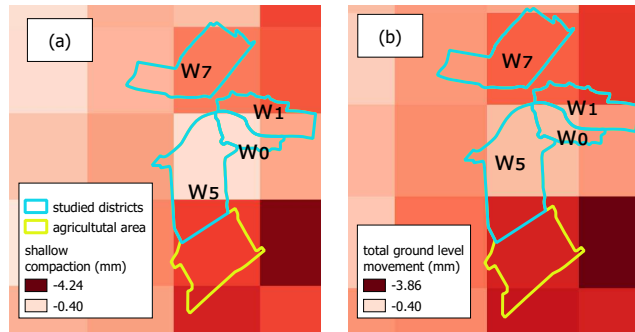 (a)
W7
W1
W0
W5
studied districts
agricultutal area
shallow
compaction (mm)
-4.24
-0.40
(b)
W7
W1
W0
W5
total ground level
movement (mm)
-3.86
-0.40